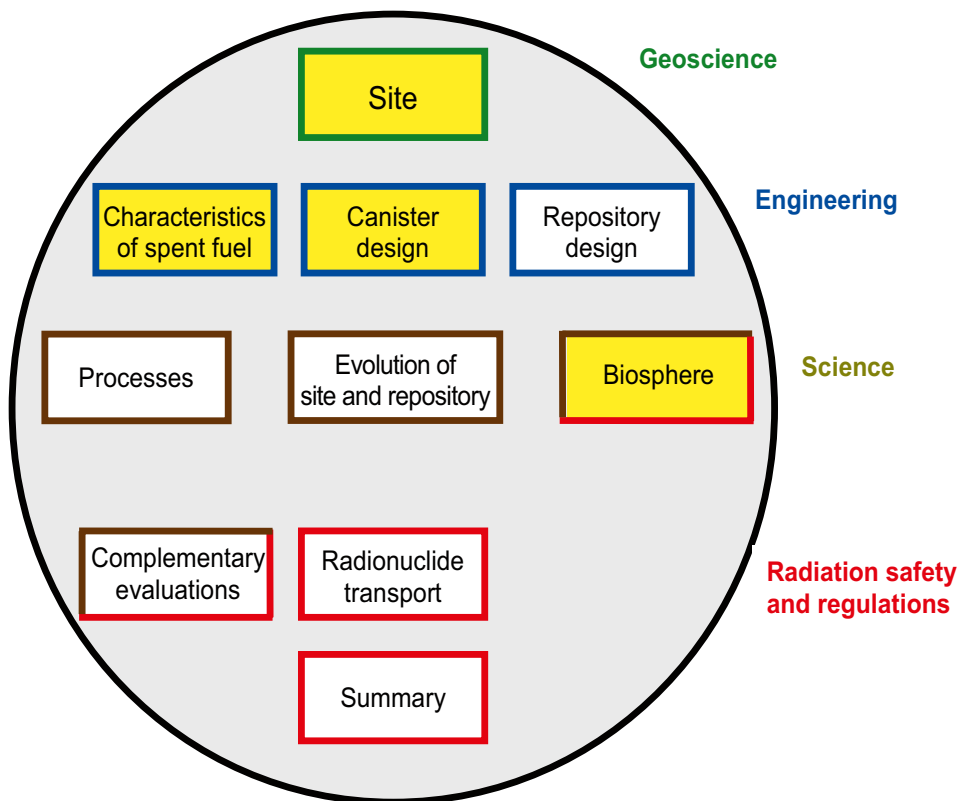 Geoscience
Site
Engineering
Characteristics
of spent fuel
Canister
design
Repository
design
Processes
Evolution of
site and repository
Biosphere
Science
Complementary
evaluations
Radionuclide
transport
Radiation safety
and regulations
Summary